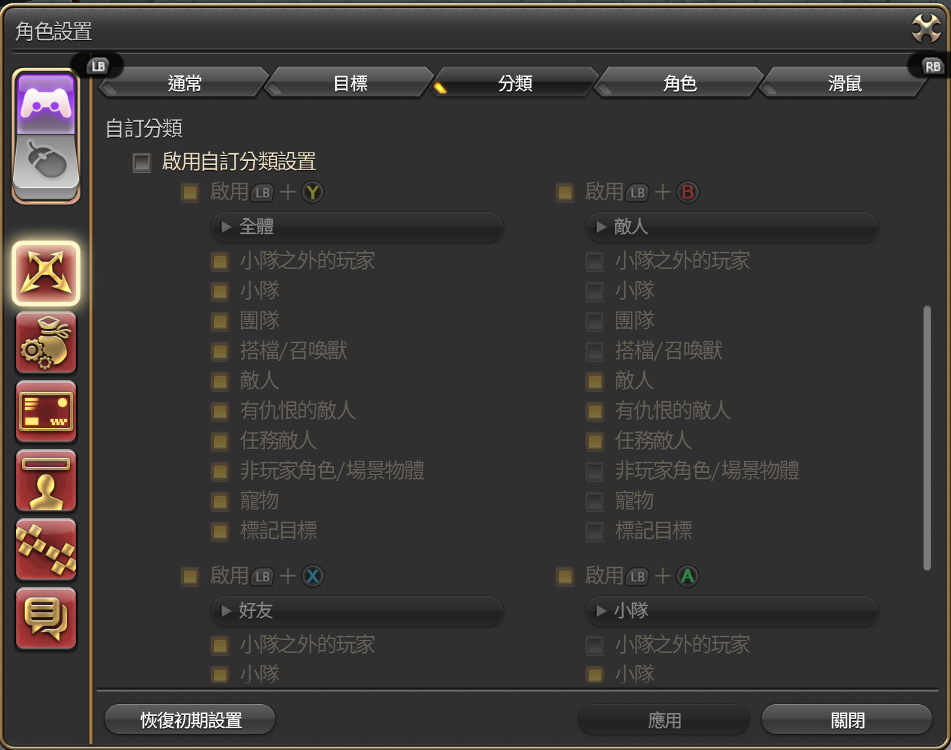 角色設置
LB
通常
目標
分類
角色
滑鼠
RB
自訂分類
啟用自訂分類設置
啟用LB＋Y
全體
小隊之外的玩家
小隊
團隊
搭檔/召喚獸
敵人
有仇恨的敵人
任務敵人
非玩家角色/場景物體
寵物
標記目標
啟用LB＋B
敵人
小隊之外的玩家
小隊
團隊
搭檔/召喚獸
敵人
有仇恨的敵人
任務敵人
非玩家角色/場景物體
寵物
標記目標
啟用LB＋X
好友
小隊之外的玩家
小隊
啟用LB＋A
小隊
小隊之外的玩家
小隊
恢復初期設置
應用
關閉